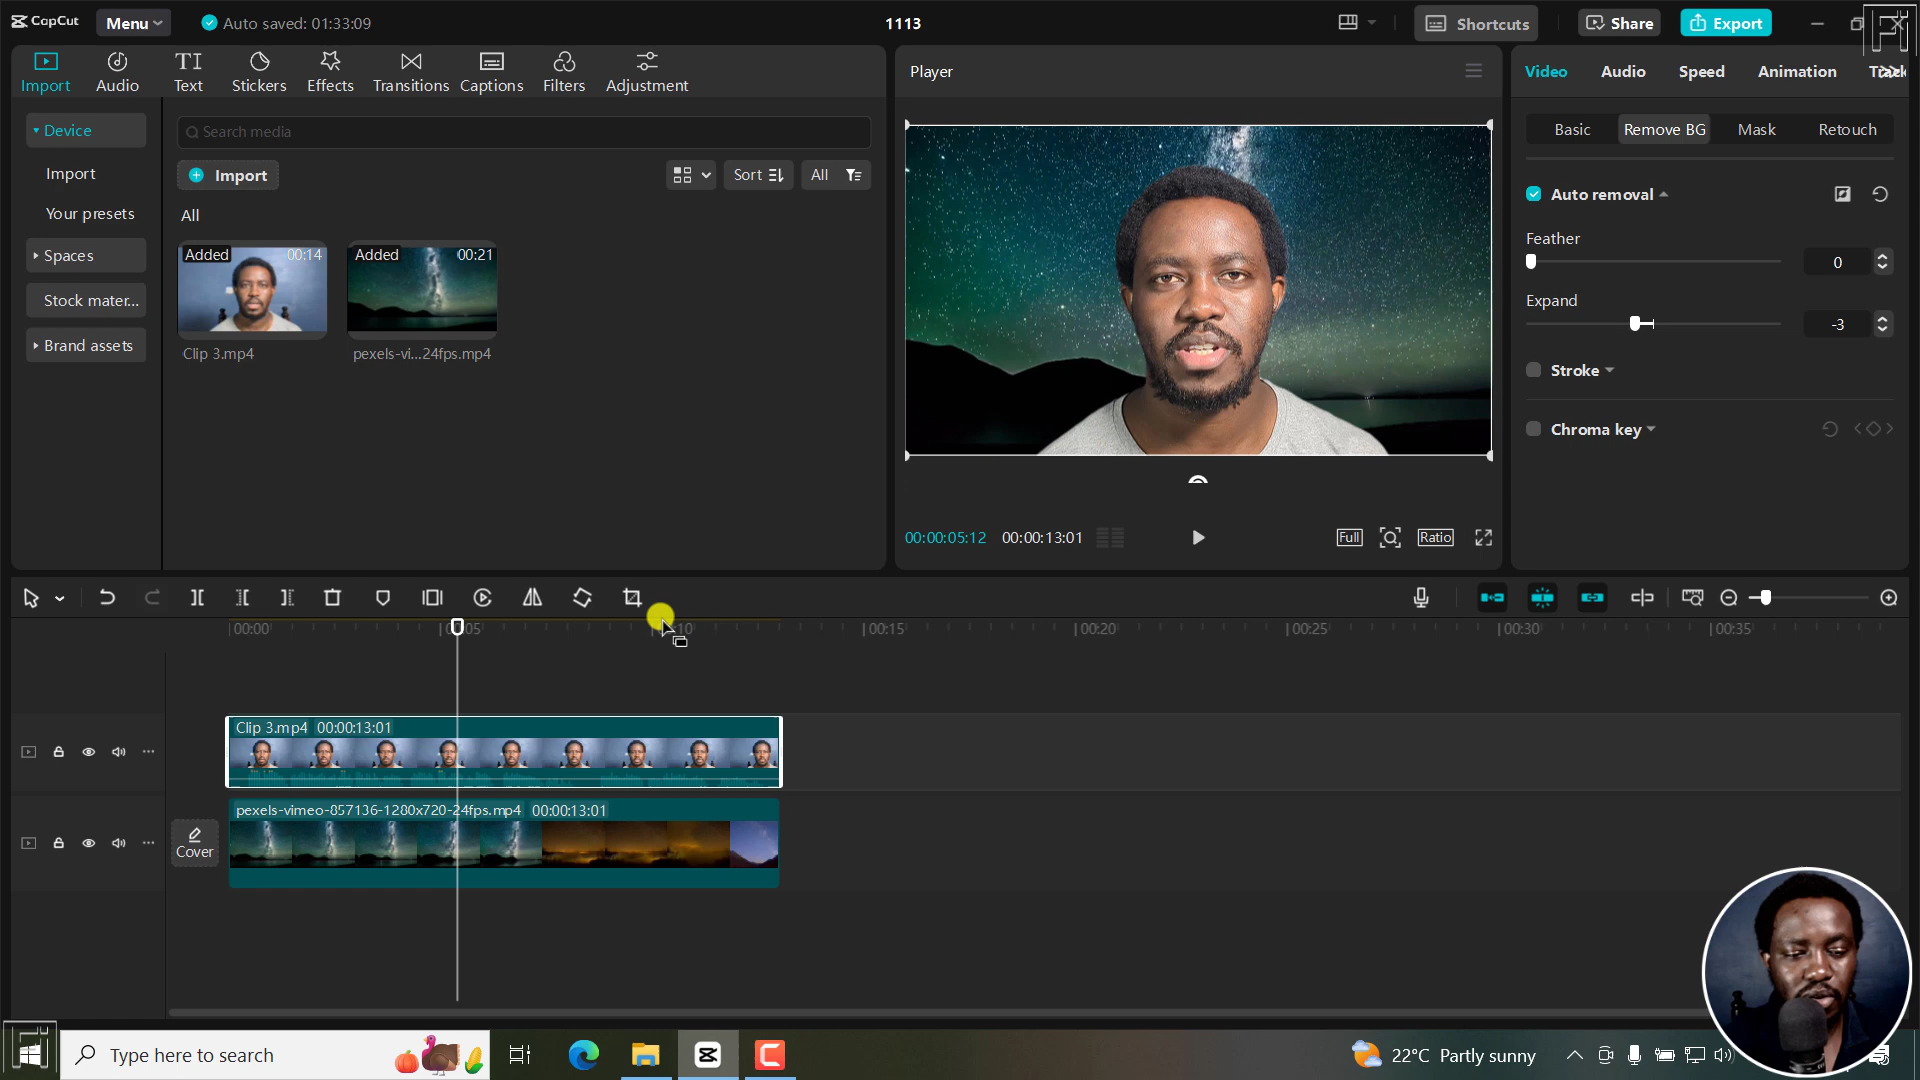 CapCut
Menu
Auto saved: 01:33:09
1113
Shortcuts
Share
Export
Import
Audio
Text
Stickers
Effects
Transitions
Captions
Filters
Adjustment
Player
Video
Audio
Speed
Animation
Device
Import
Your presets
Spaces
Stock mater...
Brand assets
Search media
Import
Sort
All
All
Added
00:14
Clip 3.mp4
Added
00:21
pexels-vi...24fps.mp4
00:00:05:12
00:00:13:01
Full
Ratio
Basic
Remove BG
Mask
Retouch
Auto removal
Feather
0
Expand
-3
Stroke
Chroma key
00:00
00:05
00:10
00:15
00:20
00:25
00:30
00:35
Clip 3.mp4
00:00:13:01
Cover
pexels-vimeo-857136-1280x720-24fps.mp4
00:00:13:01
Type here to search
22°C Partly sunny